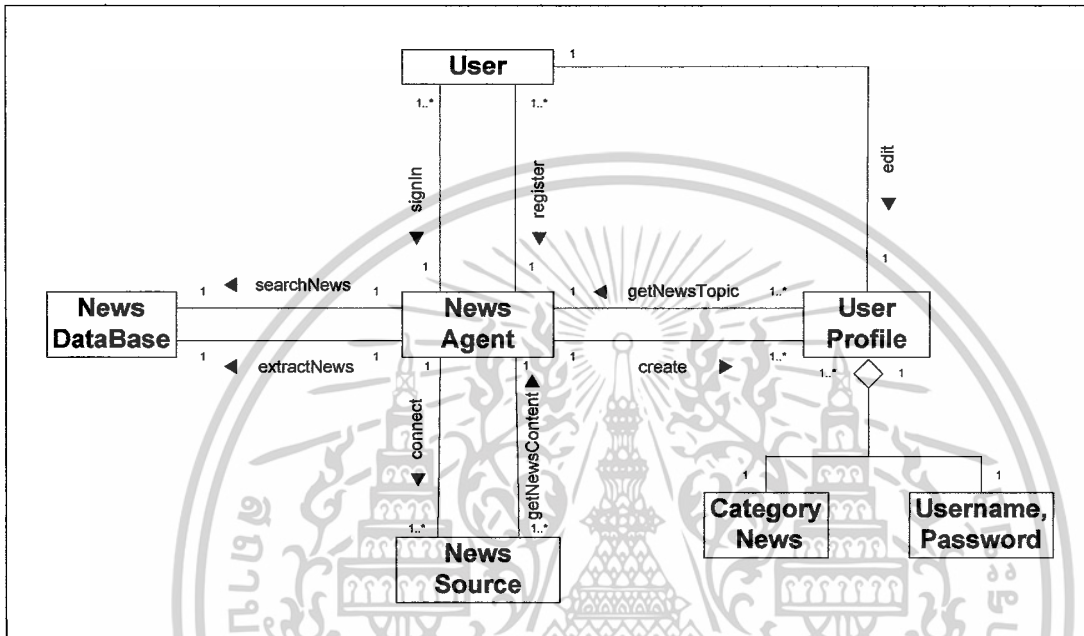 User
1
1..*
1..*
signIn
register
edit
1
1
1
1
searchNews
1
1
getNewsTopic
1..*
News
DataBase
News
Agent
User
Profile
1
extractNews
1
1
create
1..*
1
1
1..*
1
connect
getNewsContent
1..*
1..*
News
Source
1
1
Category
News
Username,
Password